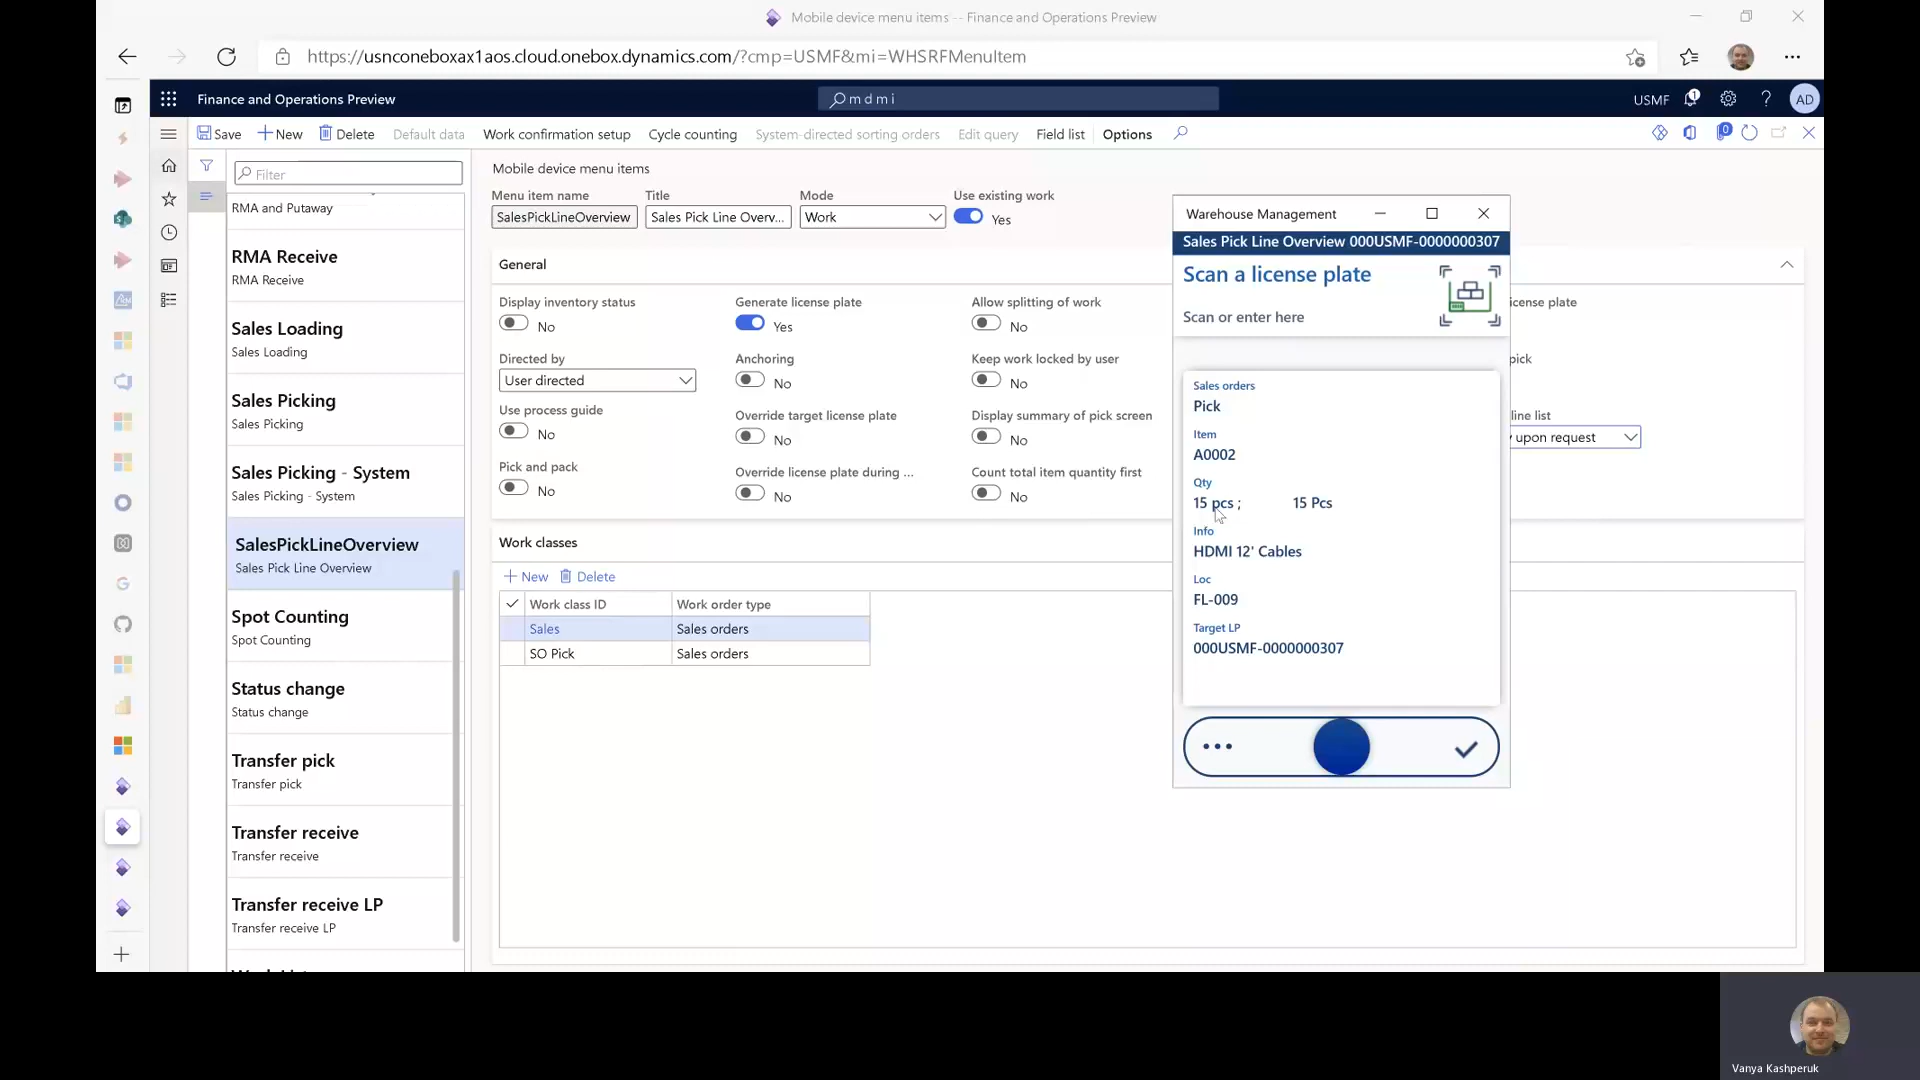 Mobile device menu items -- Finance and Operations Preview
https://usnconeboxax1aos.cloud.onebox.dynamics.com/?cmp=USMF&mi=WHSRFMenuItem
Finance and Operations Preview
m d m i
USMF
1
?
AD
Save
New
Delete
Default data
Work confirmation setup
Cycle counting
System-directed sorting orders
Edit query
Field list
Options
0
Filter
RMA and Putaway
RMA Receive
RMA Receive
Sales Loading
Sales Loading
Sales Picking
Sales Picking
Sales Picking - System
Sales Picking - System
SalesPickLineOverview
Sales Pick Line Overview
Spot Counting
Spot Counting
Status change
Status change
Transfer pick
Transfer pick
Transfer receive
Transfer receive
Transfer receive LP
Transfer receive LP
Mobile device menu items
Menu item name
Title
Mode
Use existing work
SalesPickLineOverview
Sales Pick Line Overv...
Work
Yes
General
Display inventory status
No
Directed by
User directed
Use process guide
No
Pick and pack
No
Generate license plate
Yes
Anchoring
No
Override target license plate
No
Override license plate during ...
No
Allow splitting of work
No
Keep work locked by user
No
Display summary of pick screen
No
Count total item quantity first
No
icense plate
pick
line list
upon request
Work classes
New
Delete
Work class ID
Work order type
Sales
Sales orders
SO Pick
Sales orders
Warehouse Management
Sales Pick Line Overview 000USMF-0000000307
Scan a license plate
Scan or enter here
Sales orders
Pick
Item
A0002
Qty
15 pcs ; 15 Pcs
Info
HDMI 12' Cables
Loc
FL-009
Target LP
000USMF-0000000307
Vanya Kashperuk